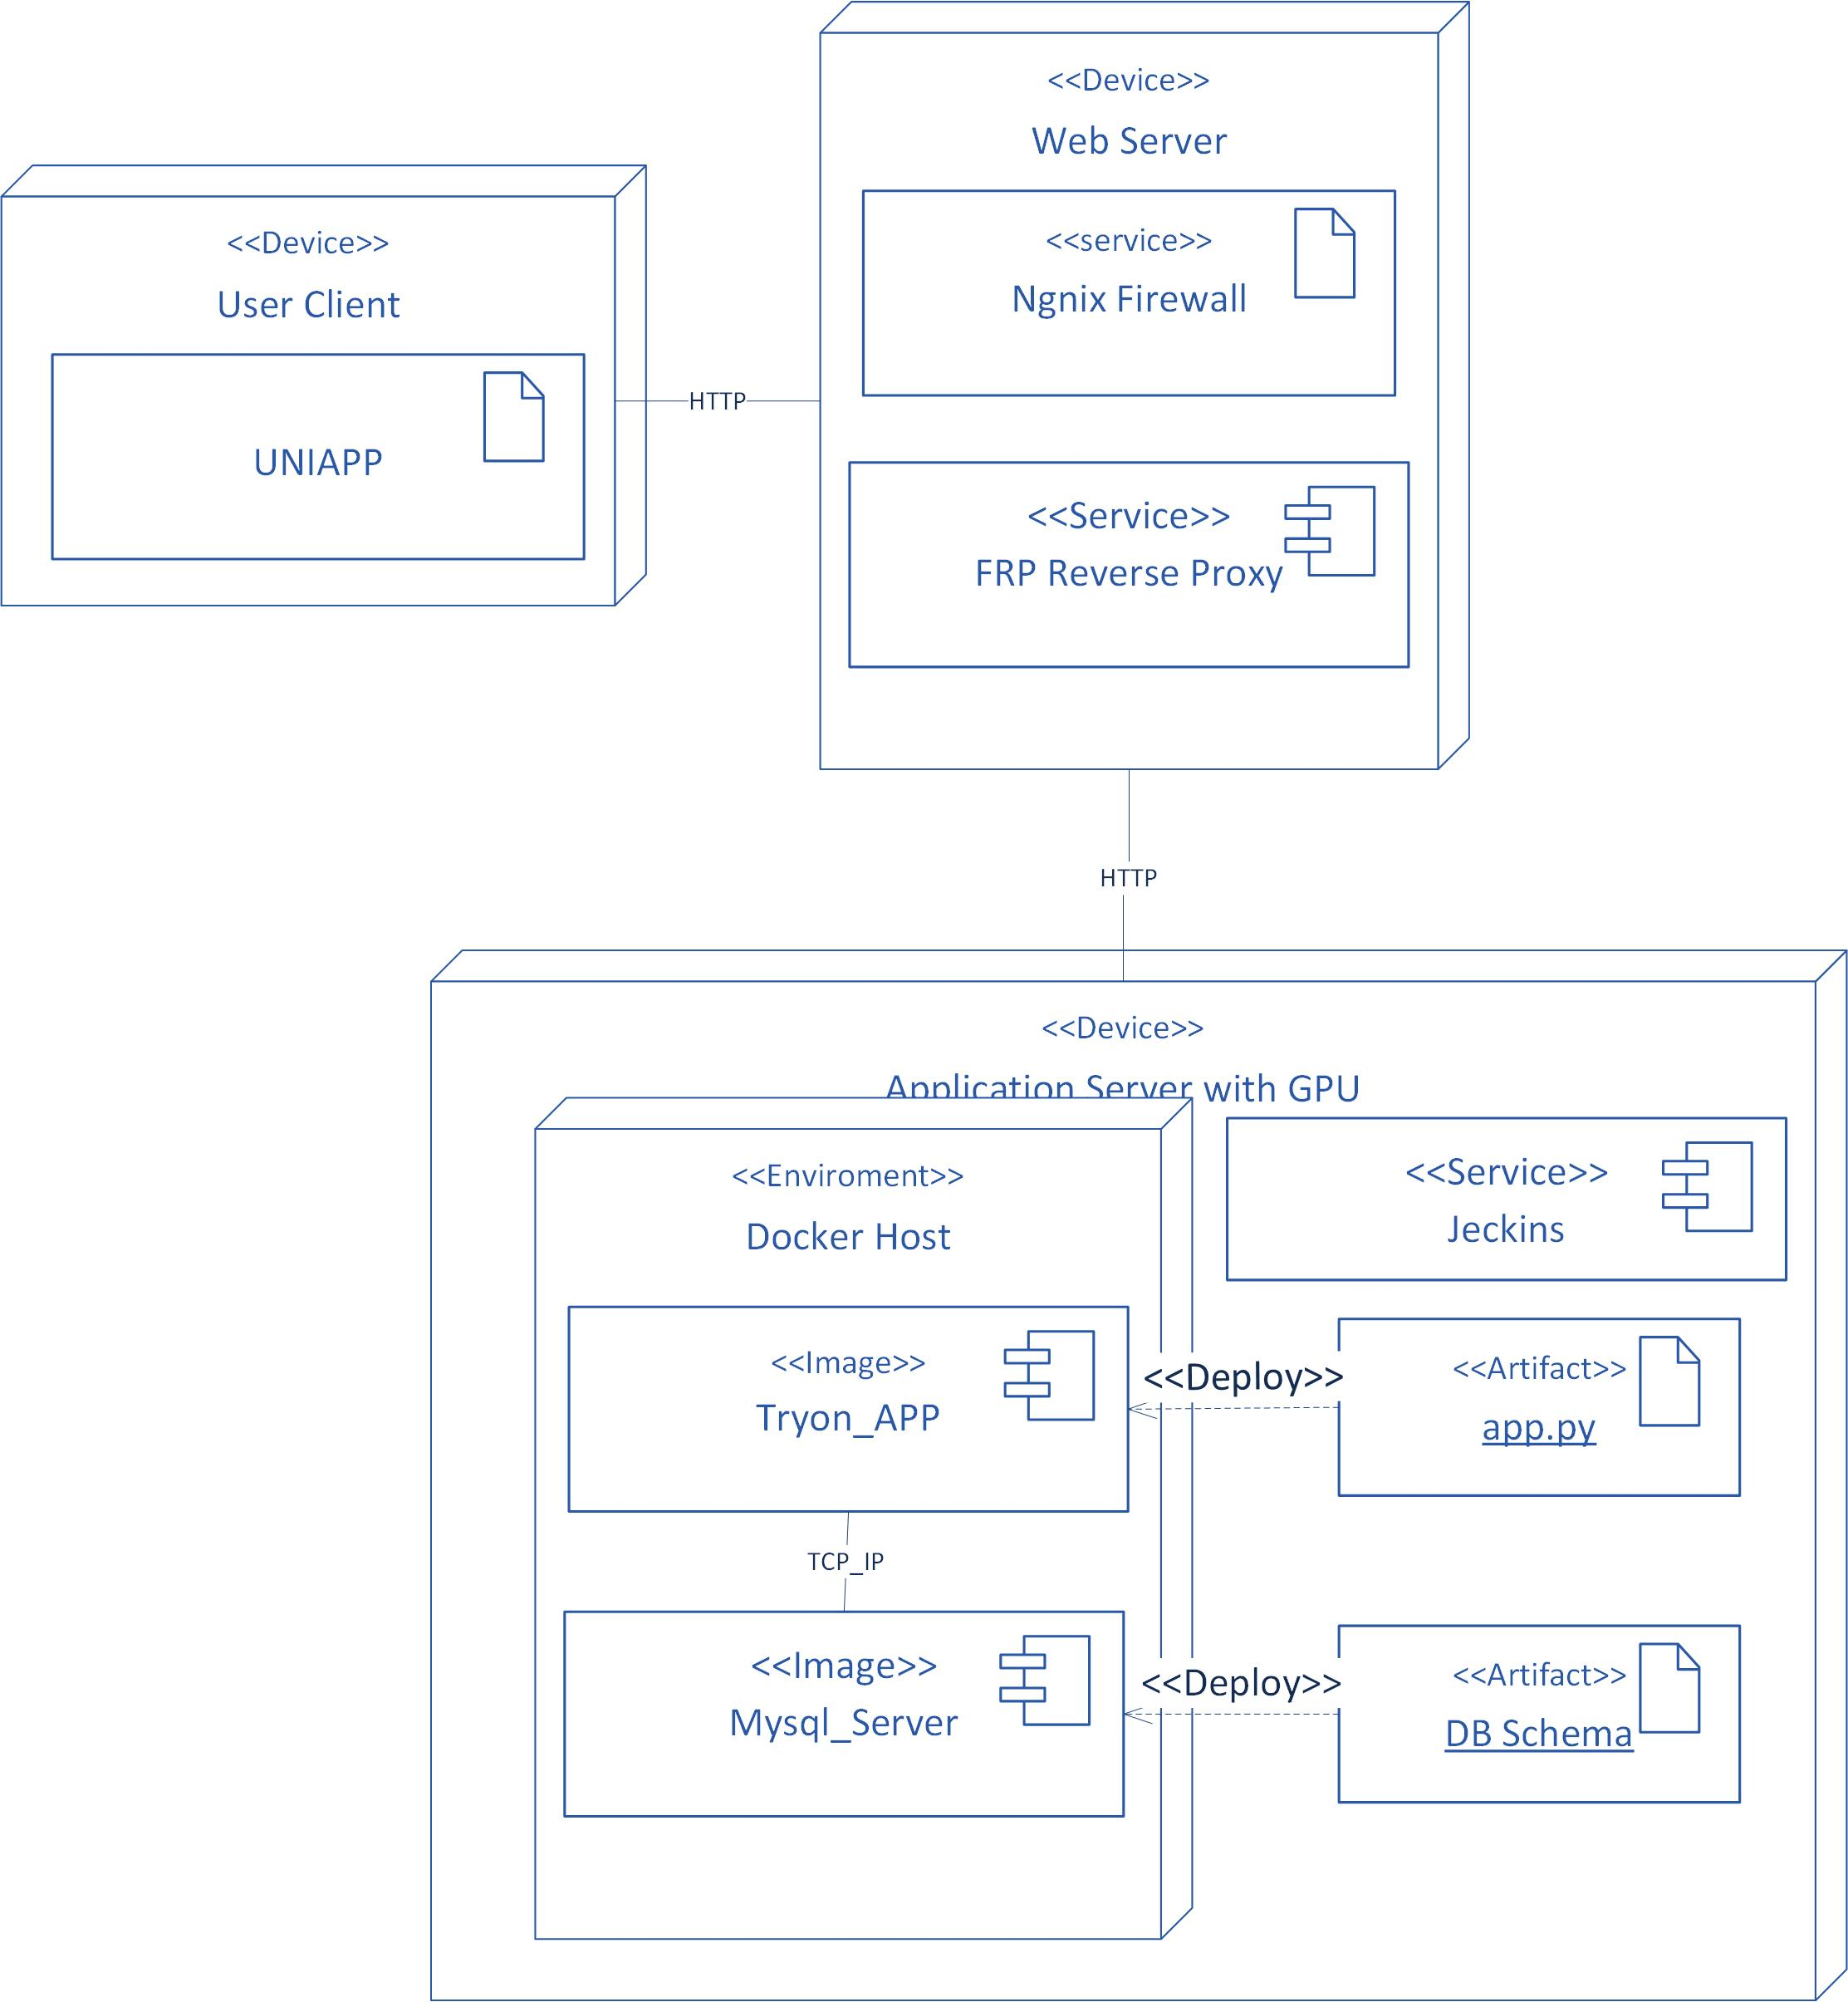 <<Device>>
Web Server
<<service>>
Ngnix Firewall
<<Service>>
FRP Reverse Proxy
<<Device>>
User Client
UNIAPP
HTTP
HTTP
<<Device>>
Application Server with GPU
<<Enviroment>>
Docker Host
<<Service>>
Jeckins
<<Image>>
Tryon_APP
<<Deploy>>
<<Artifact>>
app.py
TCP_IP
<<Image>>
Mysql_Server
<<Deploy>>
<<Artifact>>
DB Schema